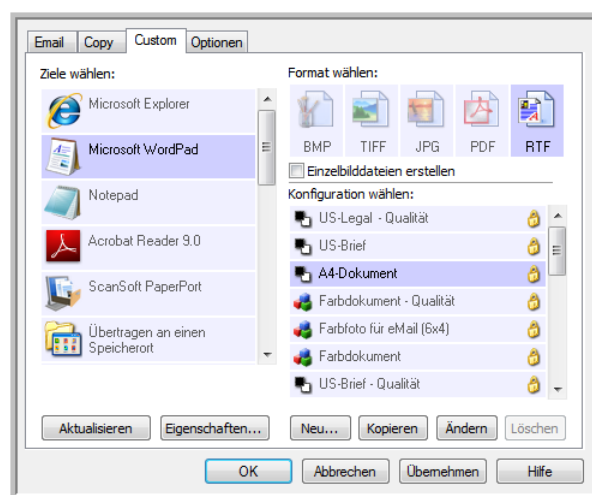 Email Copy Custom Optionen
Ziele wählen:
Microsoft Explorer
Microsoft WordPad
Notepad
Acrobat Reader 9.0
ScanSoft PaperPort
Übertragen an einen
Speicherort
Aktualisieren Eigenschaften...
Format wählen:
BMP TIFF JPG PDF RTF
Einzelbilddateien erstellen
Konfiguration wählen:
US-Legal - Qualität
US-Brief
A4-Dokument
Farbdokument - Qualität
Farbfoto für eMail (6x4)
Farbdokument
US-Brief - Qualität
Neu... Kopieren Ändern Löschen
OK Abbrechen Übernehmen Hilfe